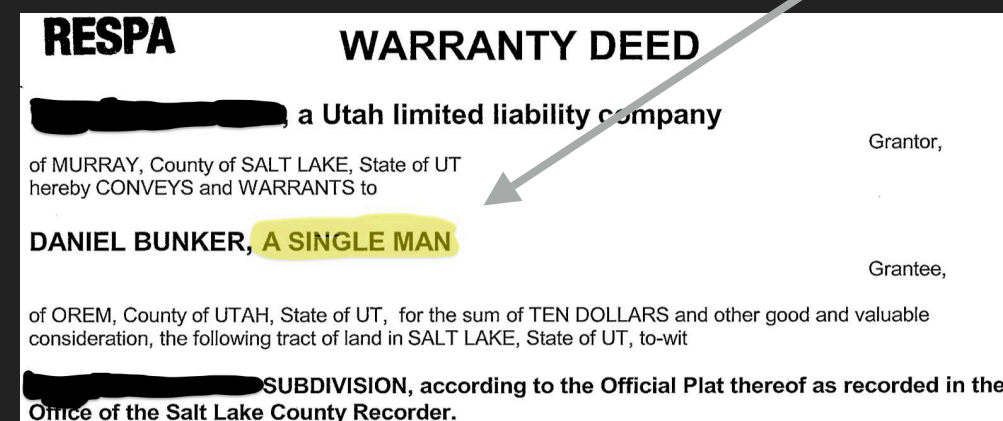 RESPA
WARRANTY DEED
, a Utah limited liability company
Grantor,
of MURRAY, County of SALT LAKE, State of UT
hereby CONVEYS and WARRANTS to
DANIEL BUNKER, A SINGLE MAN
Grantee,
of OREM, County of UTAH, State of UT, for the sum of TEN DOLLARS and other good and valuable
consideration, the following tract of land in SALT LAKE, State of UT, to-wit
SUBDIVISION, according to the Official Plat thereof as recorded in the
Office of the Salt Lake County Recorder.